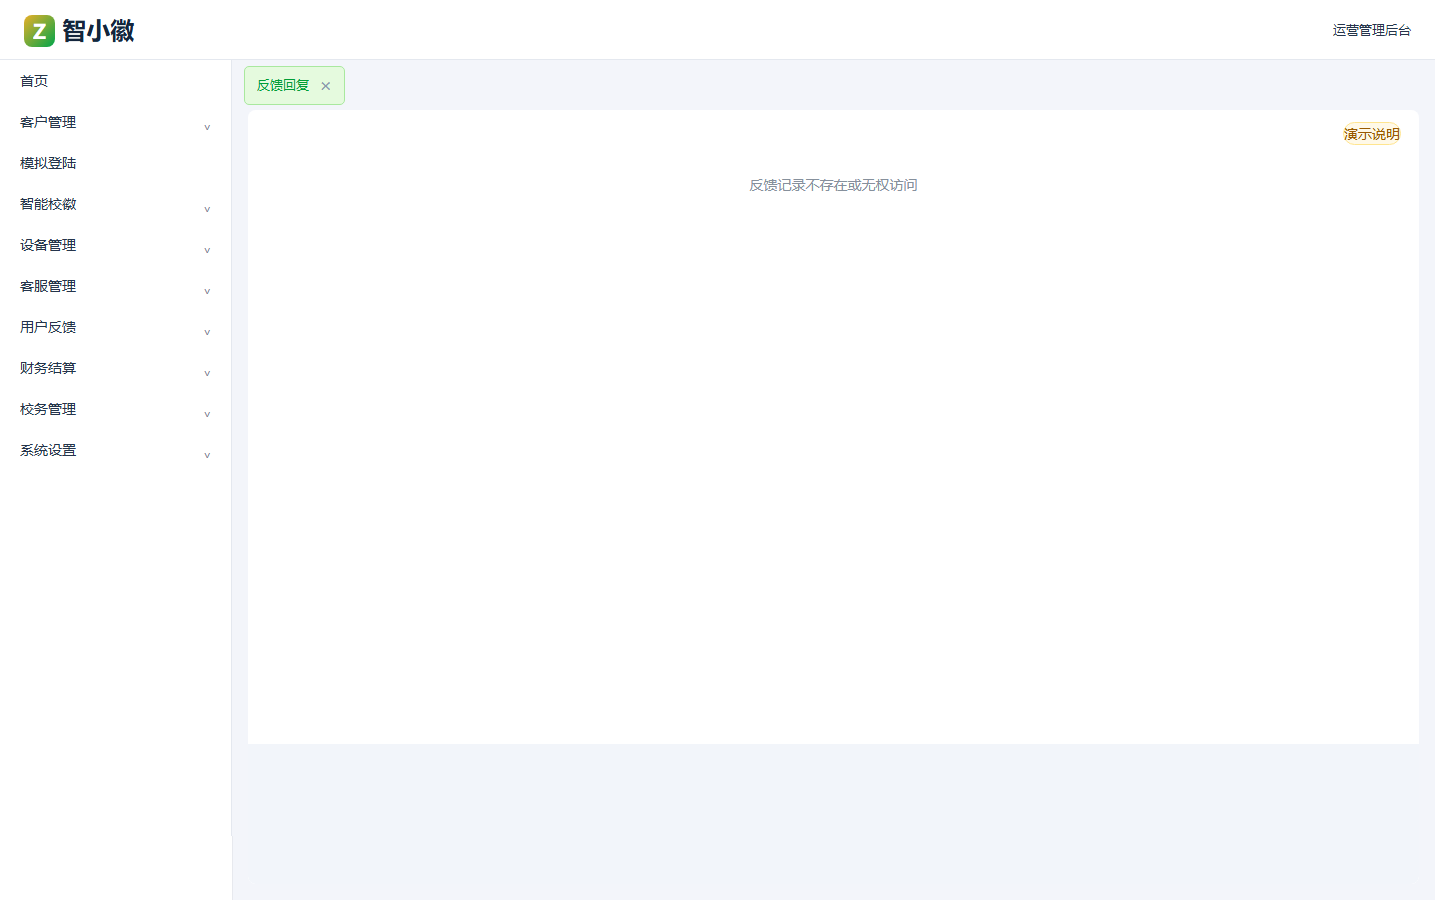 Z 智小徽
运营管理后台
首页
客户管理
模拟登陆
智能校徽
设备管理
客服管理
用户反馈
财务结算
校务管理
系统设置
反馈回复 ×
演示说明
反馈记录不存在或无权访问